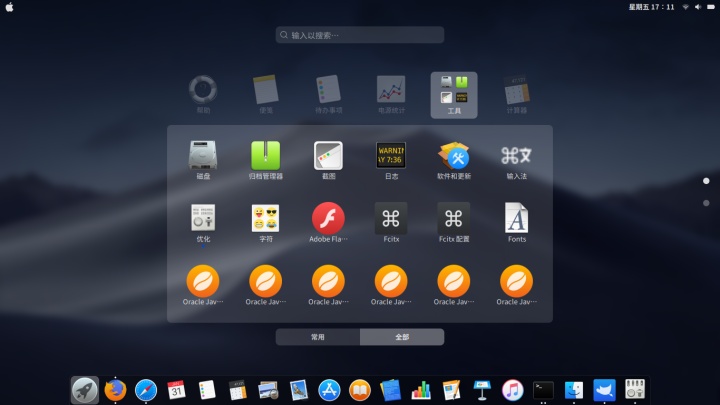 星期五 17：11
输入以搜索…
帮助
便笺
待办事项
电源统计
工具
计算器
磁盘
归档管理器
截图
WARNIN
AY 7:36
日志
软件和更新
输入法
优化
字符
Adobe Fla…
Fcitx
Fcitx 配置
Fonts
Oracle Jav…
Oracle Jav…
Oracle Jav…
Oracle Jav…
Oracle Jav…
Oracle Jav…
常用
全部
31